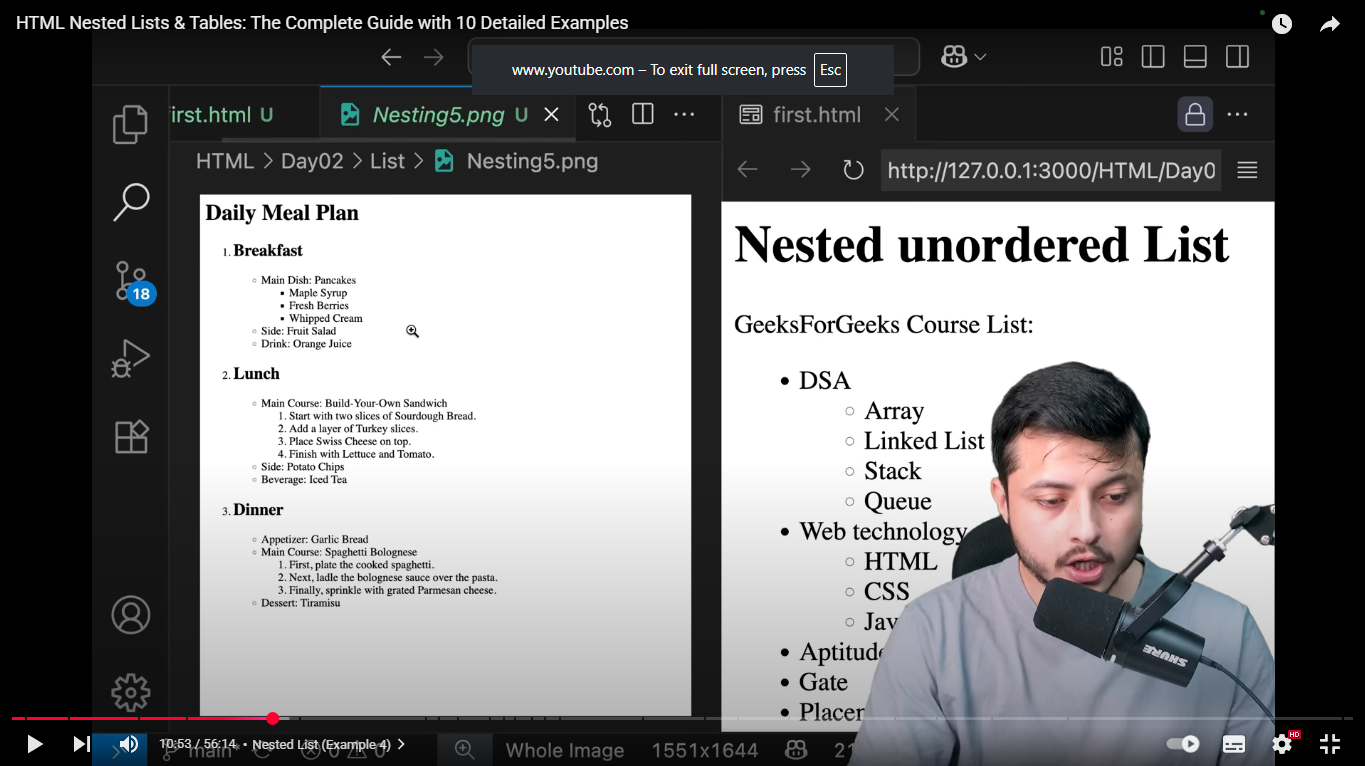 HTML Nested Lists & Tables: The Complete Guide with 10 Detailed Examples
www.youtube.com – To exit full screen, press Esc
irst.html U
Nesting5.png U
first.html
HTML > Day02 > List > Nesting5.png
http://127.0.0.1:3000/HTML/Day0
18
Daily Meal Plan
1. Breakfast
Main Dish: Pancakes
Maple Syrup
Fresh Berries
Whipped Cream
Side: Fruit Salad
Drink: Orange Juice
2. Lunch
Main Course: Build-Your-Own Sandwich
1. Start with two slices of Sourdough Bread.
2. Add a layer of Turkey slices.
3. Place Swiss Cheese on top.
4. Finish with Lettuce and Tomato.
Side: Potato Chips
Beverage: Iced Tea
3. Dinner
Appetizer: Garlic Bread
Main Course: Spaghetti Bolognese
1. First, plate the cooked spaghetti.
2. Next, ladle the bolognese sauce over the pasta.
3. Finally, sprinkle with grated Parmesan cheese.
Dessert: Tiramisu
Nested unordered List
GeeksForGeeks Course List:
• DSA
Array
Linked List
Stack
Queue
• Web technology
HTML
CSS
Jav
• Aptitude
• Gate
• Placer
SHURE
10:53 / 56:14 • Nested List (Example 4) >
main
Whole Image
1551x1644
HD